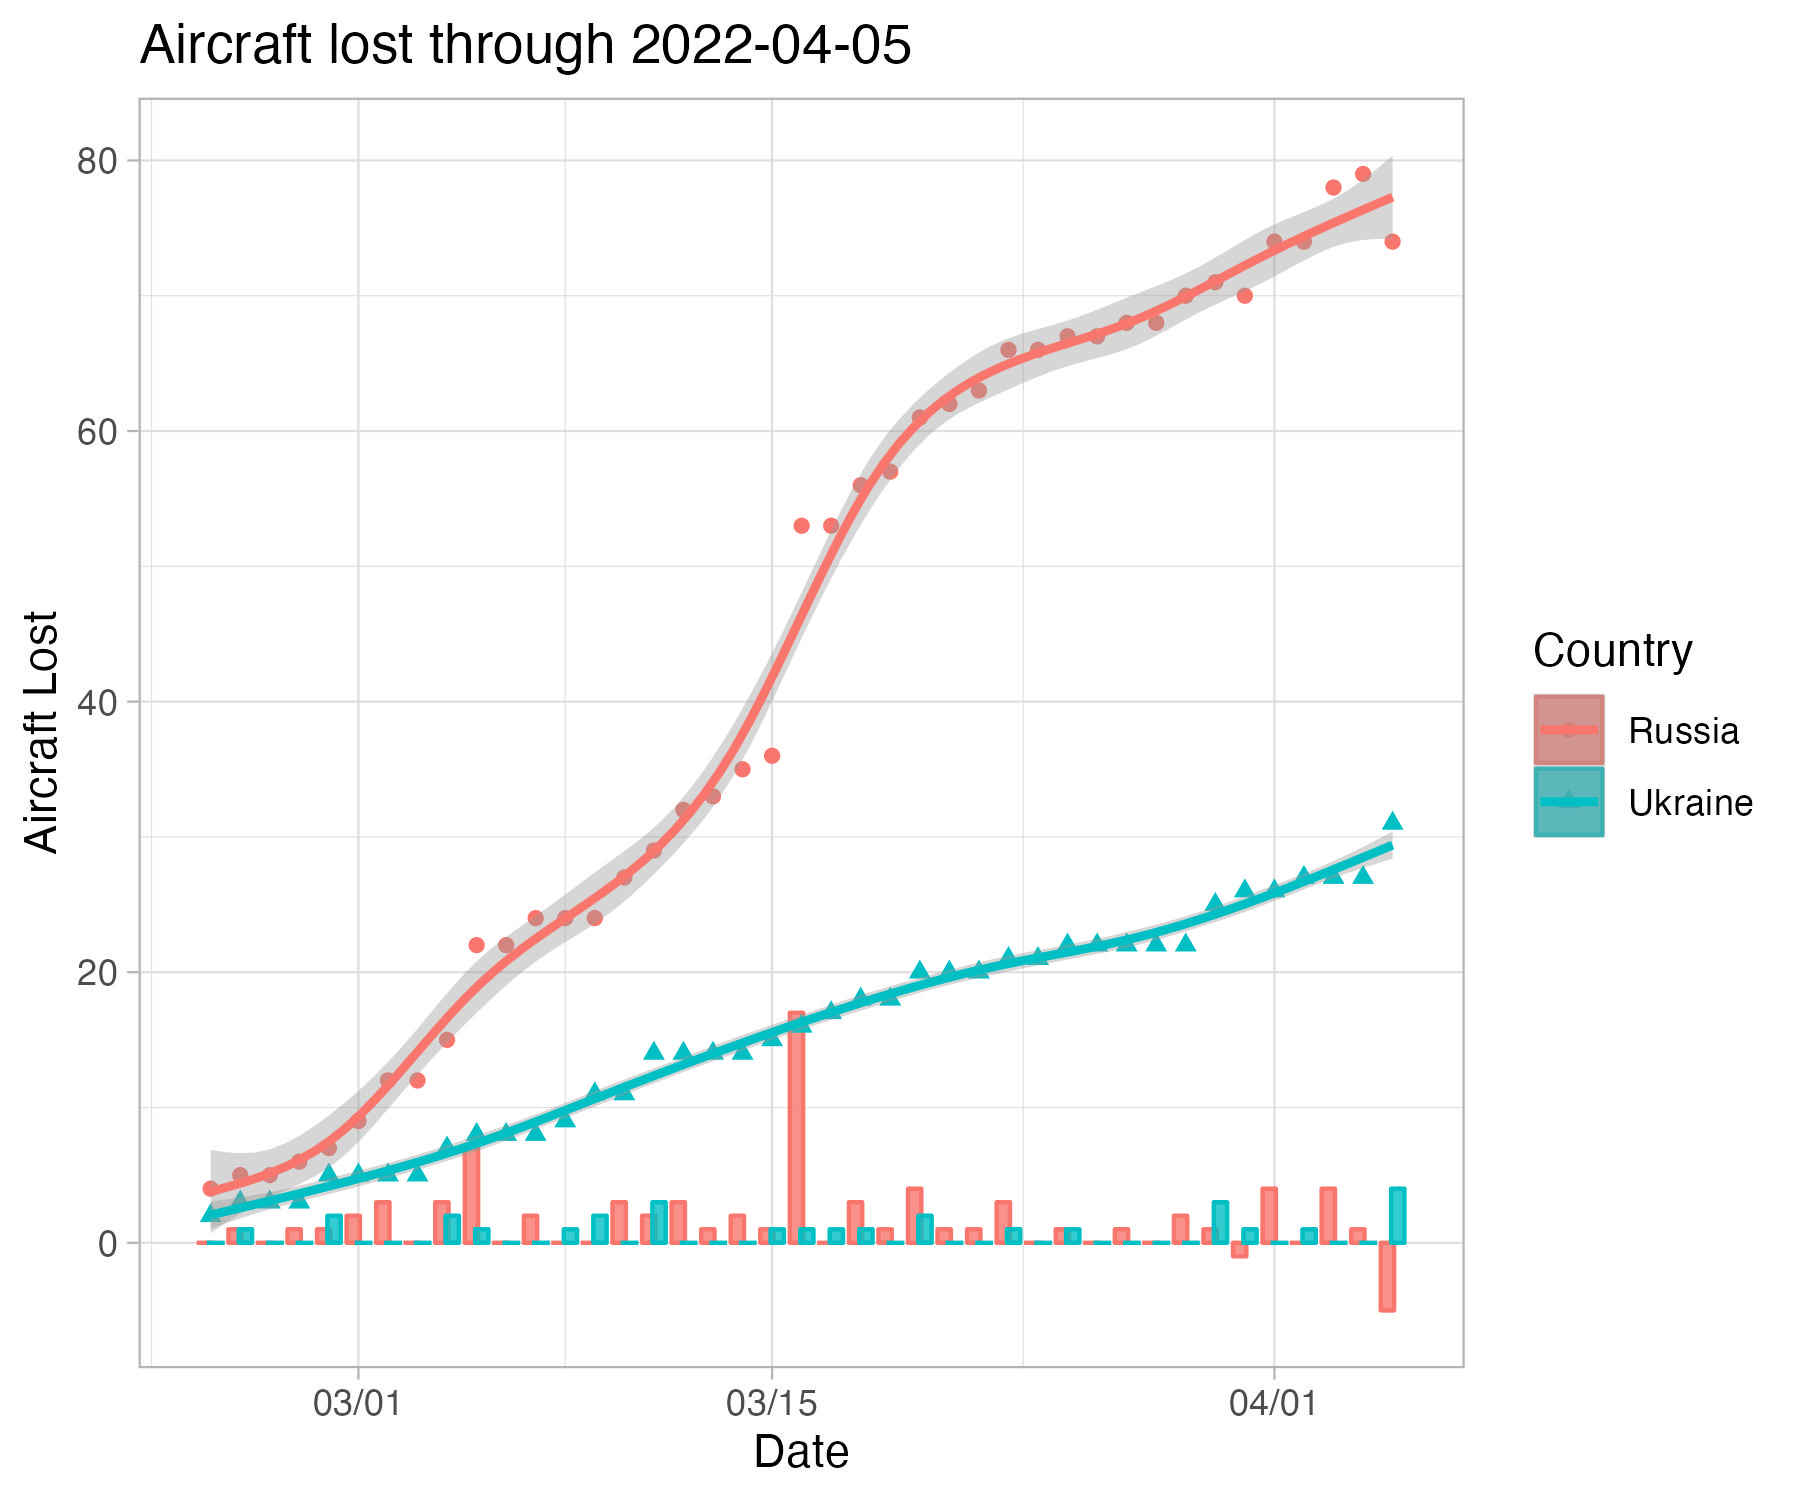 Aircraft lost through 2022-04-05
80
60
40
20
0
Aircraft Lost
03/01
03/15
04/01
Date
Country
Russia
Ukraine